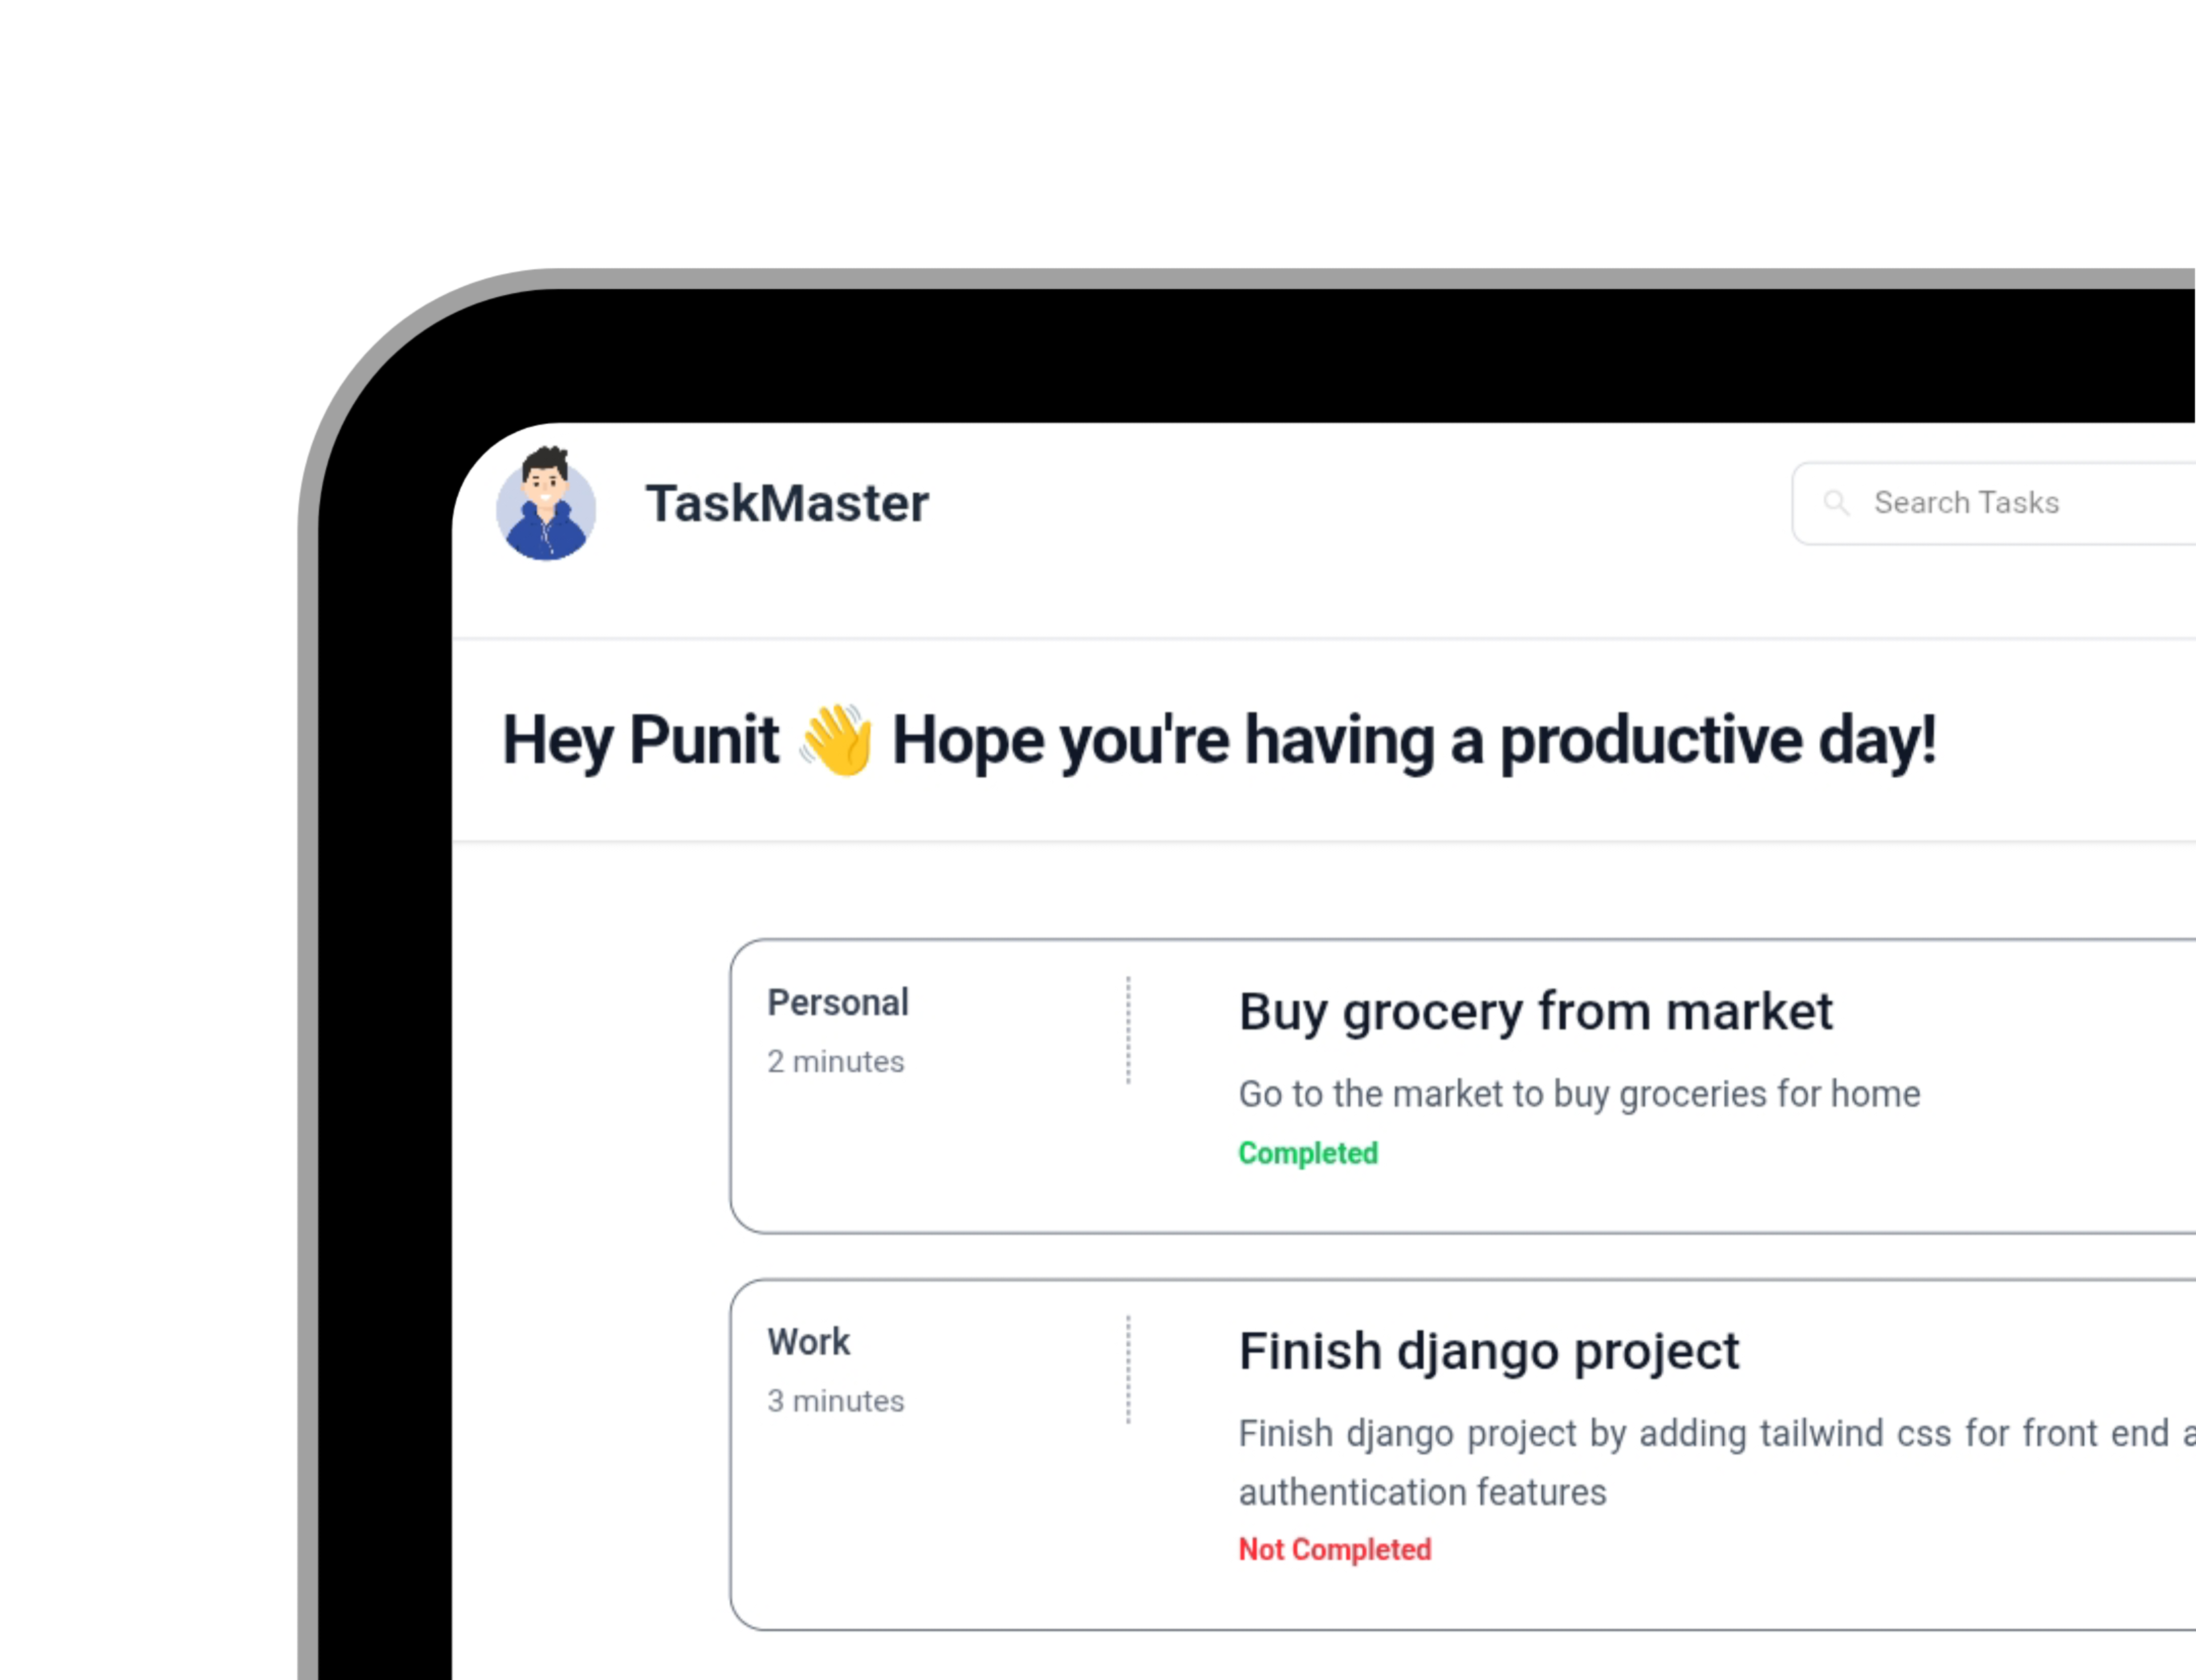 TaskMaster
Search Tasks
Hey Punit 👋 Hope you're having a productive day!
Personal
2 minutes
Buy grocery from market
Go to the market to buy groceries for home
Completed
Work
3 minutes
Finish django project
Finish django project by adding tailwind css for front end
authentication features
Not Completed